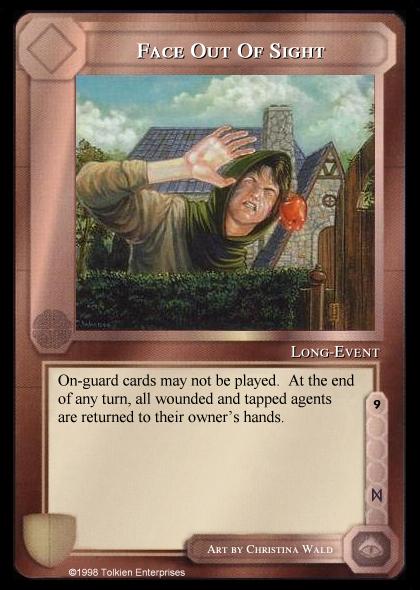 Face Out Of Sight
Long-Event
On-guard cards may not be played. At the end
of any turn, all wounded and tapped agents
are returned to their owner's hands.
9
ᛞ
Art by Christina Wald
©1998 Tolkien Enterprises